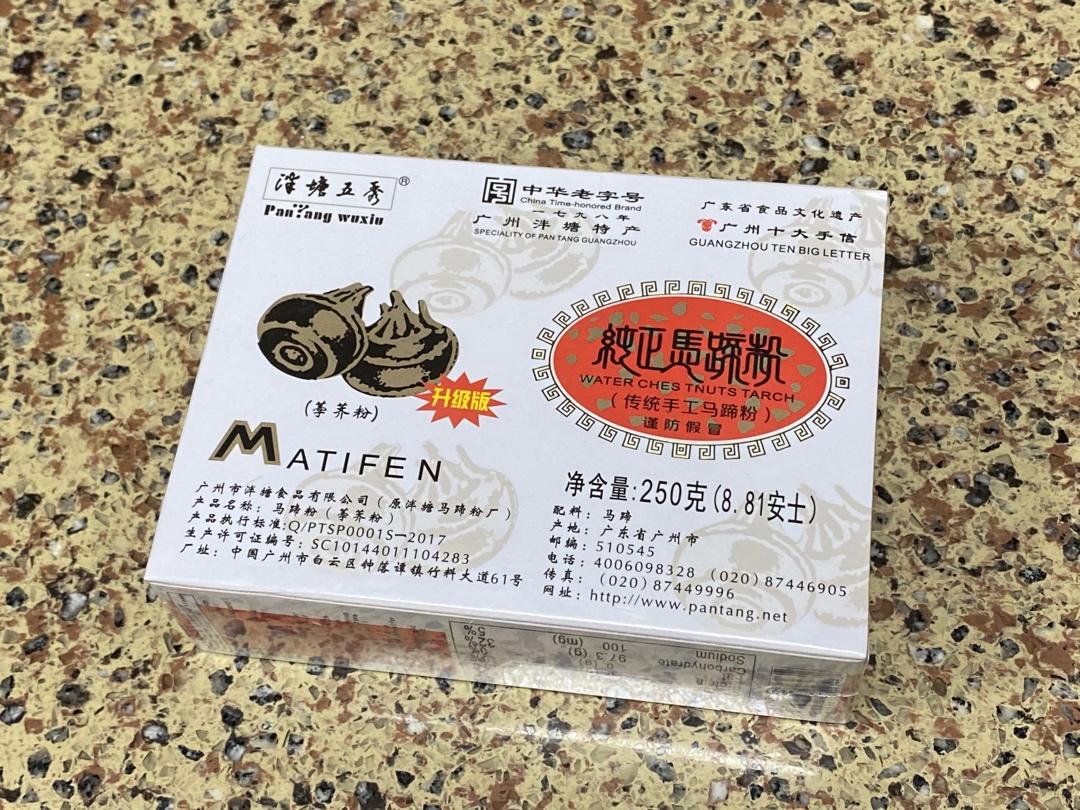 泮塘五秀®
PanTang wuxiu
中华老字号
China Time-honored Brand
一七九八年
广州泮塘特产
SPECIALITY OF PAN TANG GUANGZHOU
广东省食品文化遗产
广州十大手信
GUANGZHOU TEN BIG LETTER
純正馬蹄粉
WATER CHES TNUTS TARCH
（传统手工马蹄粉）
谨防假冒
升级版
（荸荠粉）
MATIFEN
广州市泮塘食品有限公司（原泮塘马蹄粉厂）
产品名称：马蹄粉（荸荠粉）
产品执行标准:Q/PTSP0001S—2017
生产许可证编号：SC10144011104283
厂址：中国广州市白云区钟落谭镇竹料大道61号
净含量:250克(8.81安士)
配料：马蹄
产地：广东省广州市
邮编：510545
电话：4006098328 (020)87446905
传真：(020)87449996
网址：http://www.pantang.net
Carbohydrate 97.3 (g) 32%
Sodium 100 (mg) 5%